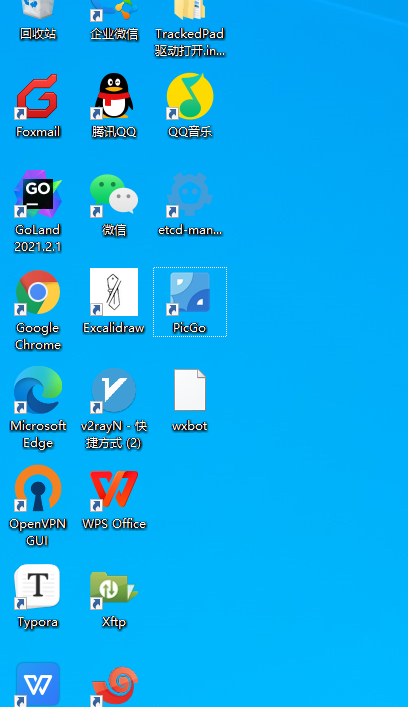 回收站
企业微信
TrackedPad
驱动打开.in...
Foxmail
腾讯QQ
QQ音乐
GO
GoLand
2021.2.1
微信
etcd-man...
Google
Chrome
Excalidraw
PicGo
Microsoft
Edge
v2rayN - 快
捷方式 (2)
wxbot
OpenVPN
GUI
WPS Office
T
Typora
Xftp